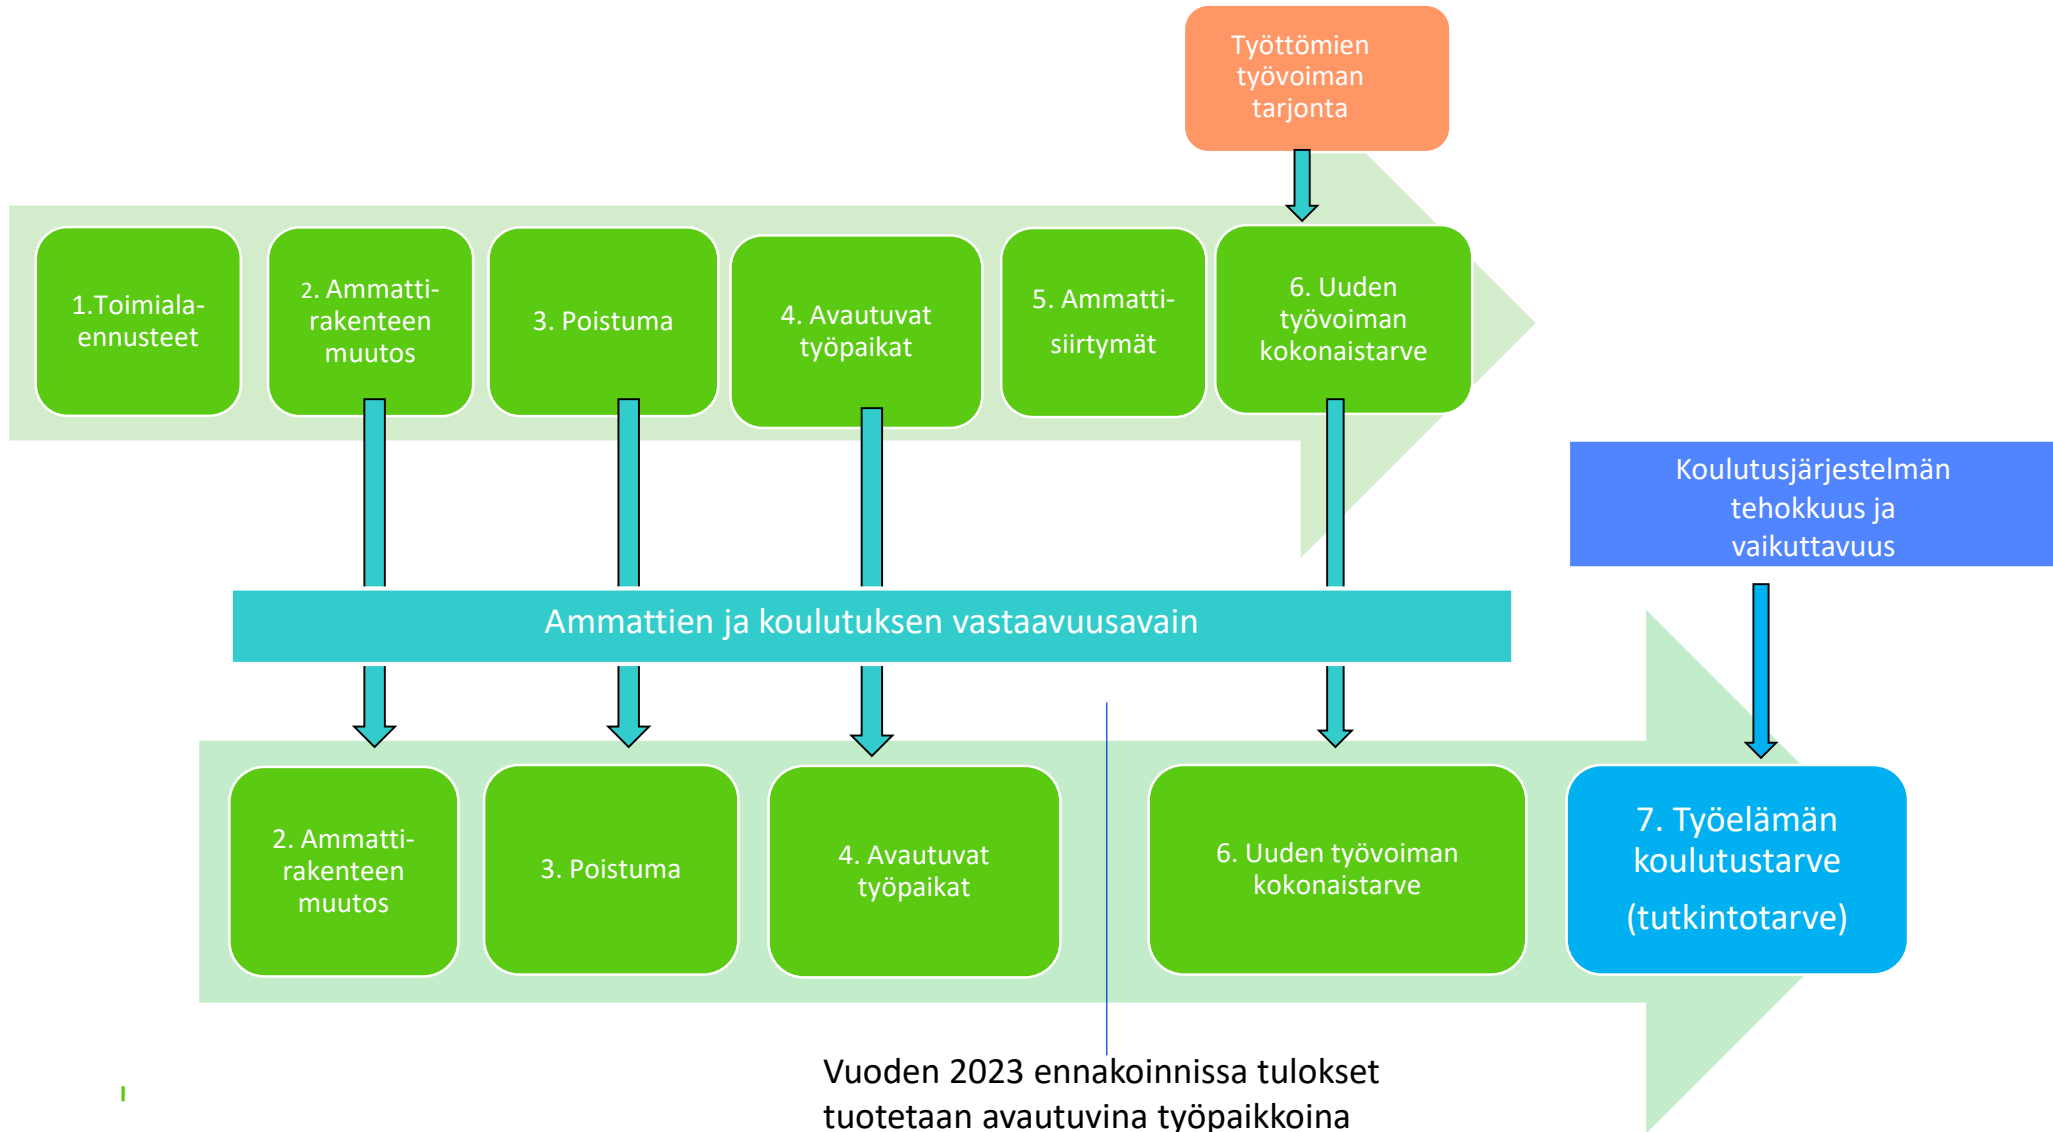 Työttömien
työvoiman
tarjonta
1.Toimiala-
ennusteet
2. Ammatti-
rakenteen
muutos
3. Poistuma
4. Avautuvat
työpaikat
5. Ammatti-
siirtymät
6. Uuden
työvoiman
kokonaistarve
Koulutusjärjestelmän
tehokkuus ja
vaikuttavuus
Ammattien ja koulutuksen vastaavuusavain
2. Ammatti-
rakenteen
muutos
3. Poistuma
4. Avautuvat
työpaikat
6. Uuden työvoiman
kokonaistarve
7. Työelämän
koulutustarve
(tutkintotarve)
Vuoden 2023 ennakoinnissa tulokset
tuotetaan avautuvina työpaikkoina